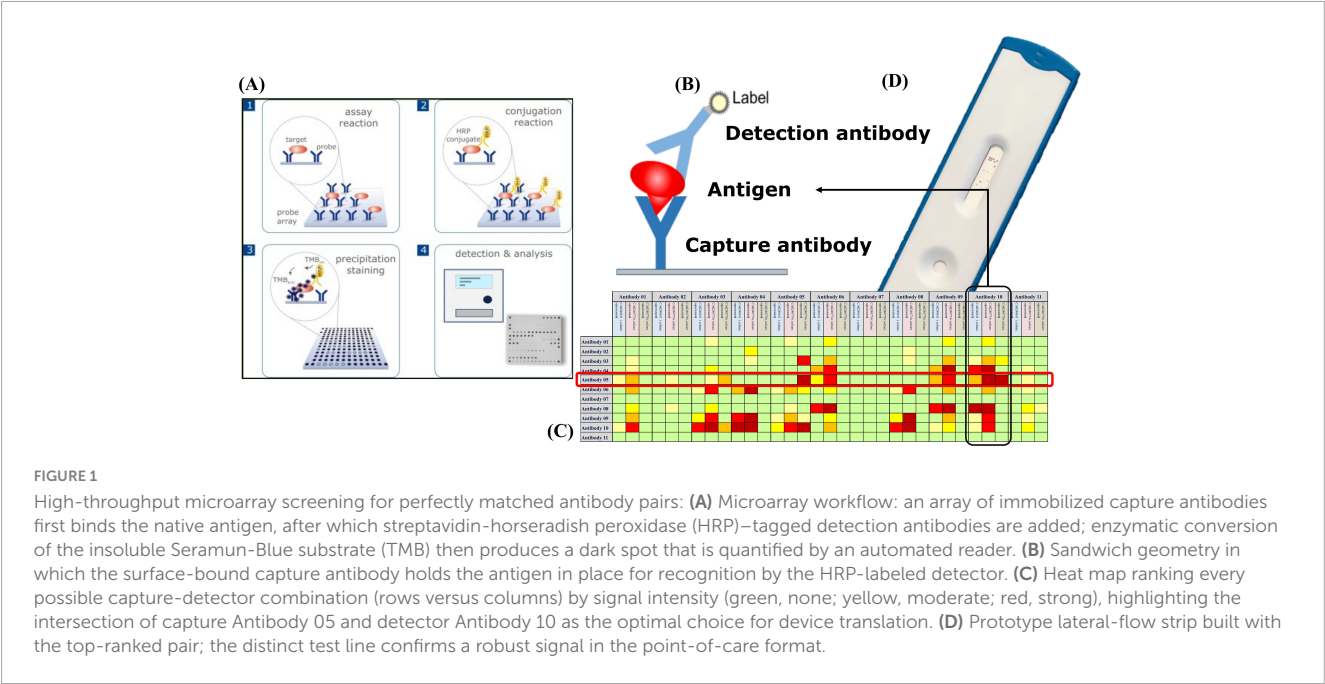 (A)
1
assay
reaction
target
probe
probe
array
2
conjugation
reaction
HRP
conjugate
3
precipitation
staining
TMB
TMB
4
detection & analysis
(B)
Label
Detection antibody
Antigen
Capture antibody
(D)
(C)
Antibody 01 Antibody 02 Antibody 03 Antibody 04 Antibody 05 Antibody 06 Antibody 07 Antibody 08 Antibody 09 Antibody 10 Antibody 11
Antibody 01
Antibody 02
Antibody 03
Antibody 04
Antibody 05
Antibody 06
Antibody 07
Antibody 08
Antibody 09
Antibody 10
Antibody 11
FIGURE 1
High-throughput microarray screening for perfectly matched antibody pairs: (A) Microarray workflow: an array of immobilized capture antibodies
first binds the native antigen, after which streptavidin-horseradish peroxidase (HRP)–tagged detection antibodies are added; enzymatic conversion
of the insoluble Seramun-Blue substrate (TMB) then produces a dark spot that is quantified by an automated reader. (B) Sandwich geometry in
which the surface-bound capture antibody holds the antigen in place for recognition by the HRP-labeled detector. (C) Heat map ranking every
possible capture-detector combination (rows versus columns) by signal intensity (green, none; yellow, moderate; red, strong), highlighting the
intersection of capture Antibody 05 and detector Antibody 10 as the optimal choice for device translation. (D) Prototype lateral-flow strip built with
the top-ranked pair; the distinct test line confirms a robust signal in the point-of-care format.